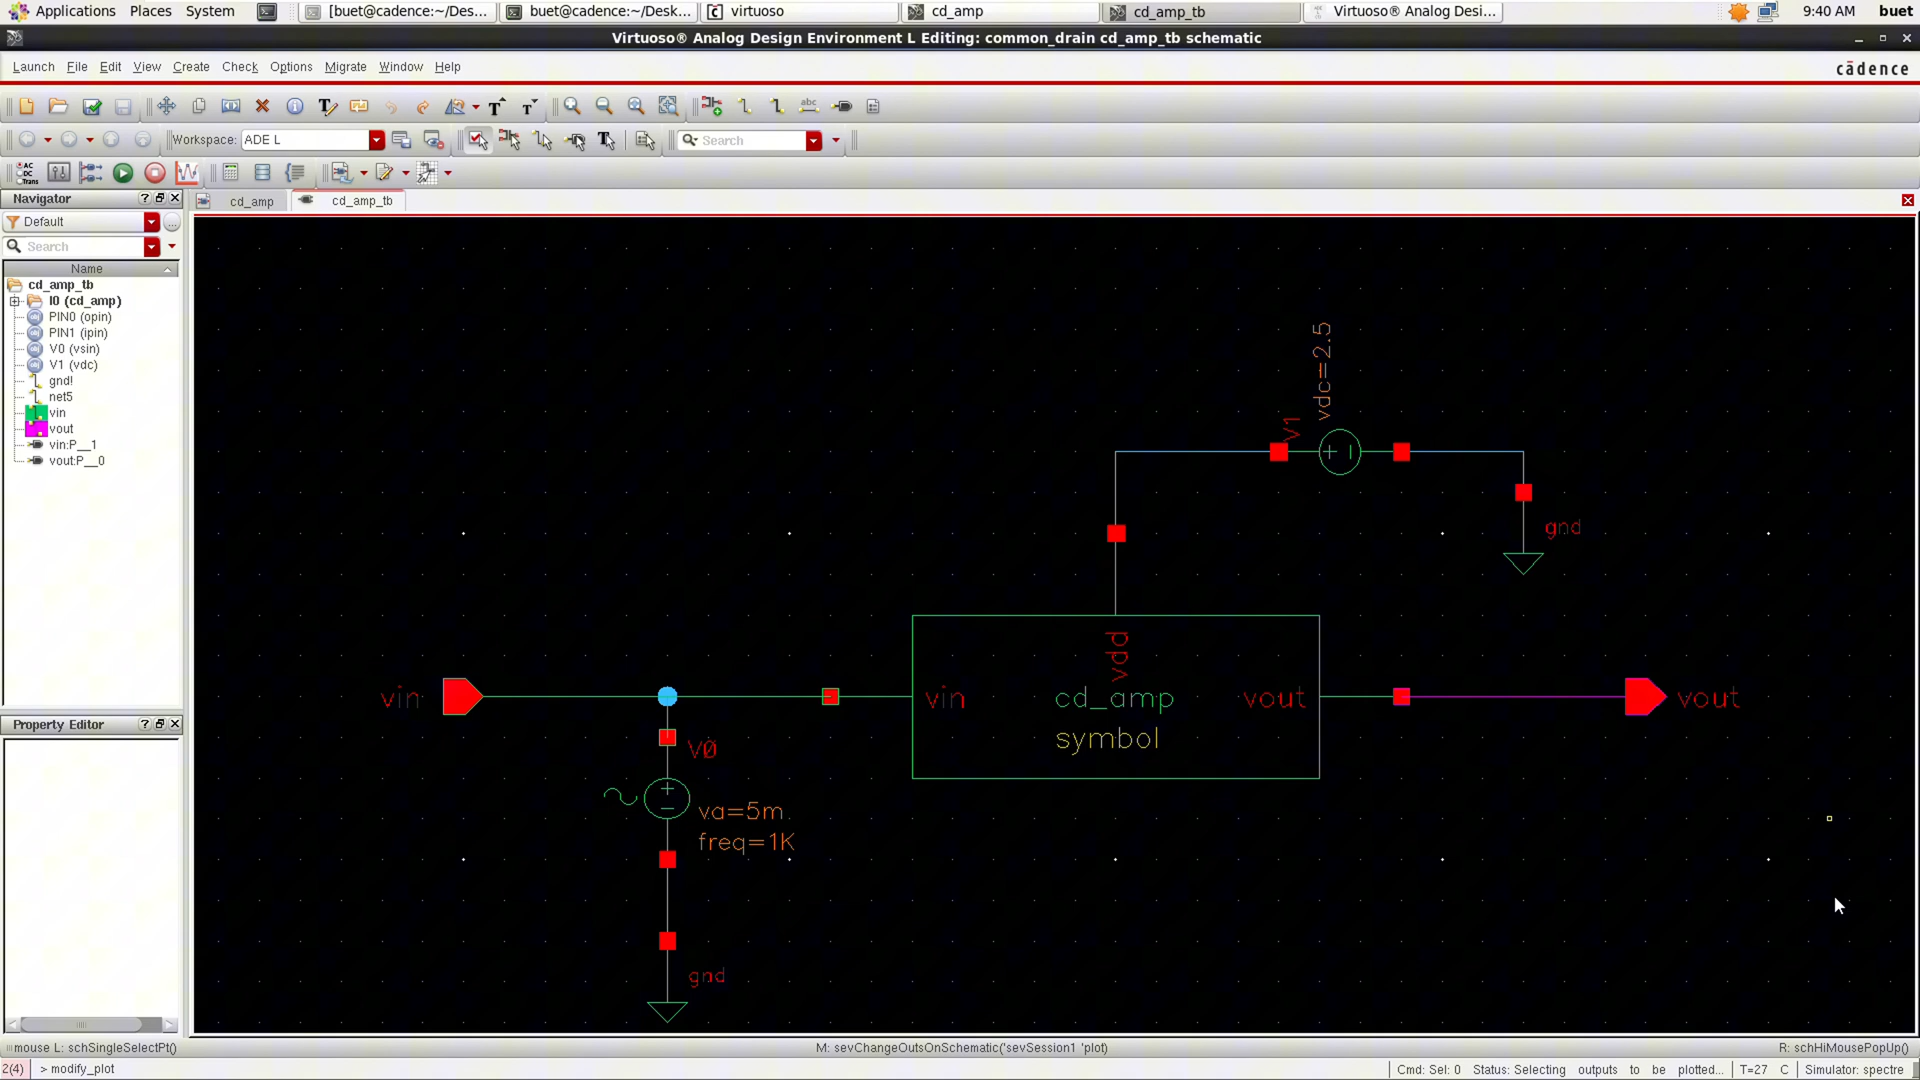 Applications Places System [buet@cadence:~/Des... buet@cadence:~/Desk... virtuoso cd_amp cd_amp_tb Virtuoso® Analog Desi... 9:40 AM buet
Virtuoso® Analog Design Environment L Editing: common_drain cd_amp_tb schematic
Launch File Edit View Create Check Options Migrate Window Help cādence
Workspace: ADE L Search
Navigator cd_amp cd_amp_tb
Default
Search
Name
cd_amp_tb
I0 (cd_amp)
PIN0 (opin)
PIN1 (ipin)
V0 (vsin)
V1 (vdc)
gnd!
net5
vin
vout
vin:P__1
vout:P__0
Property Editor
vdc=2.5
V1
gnd
vdd
vin vin cd_amp vout vout
symbol
V0
va=5m
freq=1K
gnd
mouse L: schSingleSelectPt() M: sevChangeOutsOnSchematic('sevSession1 'plot) R: schHiMousePopUp()
2(4) > modify_plot Cmd: Sel: 0 Status: Selecting outputs to be plotted... T=27 C Simulator: spectre